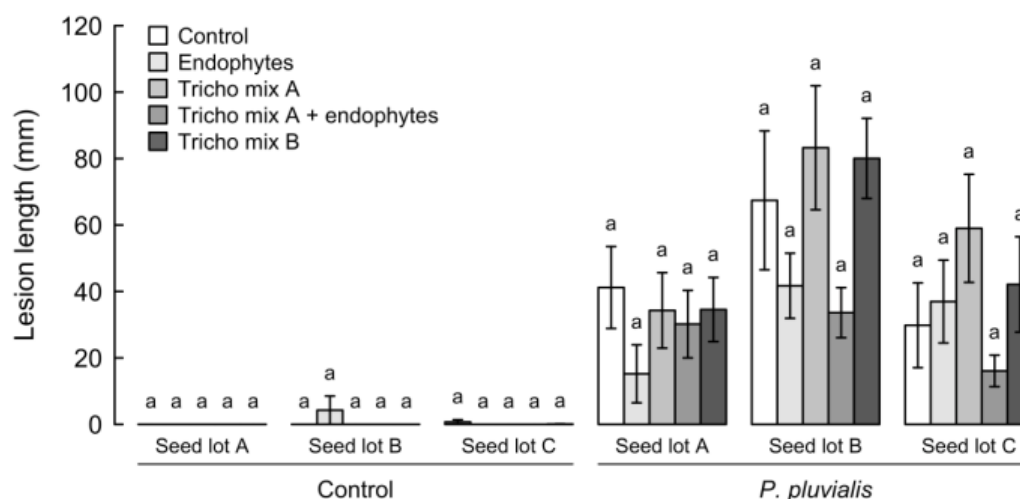 120
100
80
60
40
20
0
Lesion length (mm)
Control
Endophytes
Tricho mix A
Tricho mix A + endophytes
Tricho mix B
a a a a a
a a a a a
a a a a a
a a a a a
a a a a a
a a a a a
Seed lot A Seed lot B Seed lot C Seed lot A Seed lot B Seed lot C
Control P. pluvialis